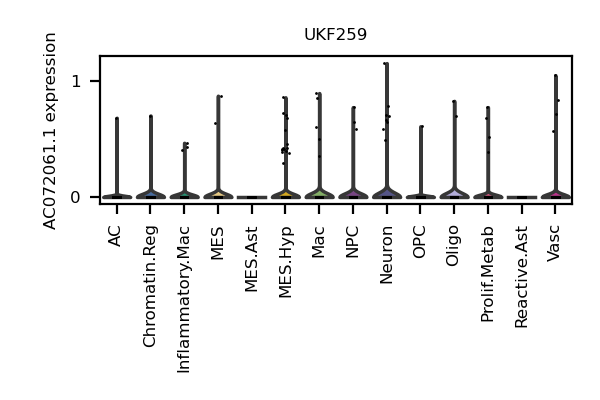 UKF259
AC072061.1 expression
1
0
AC
Chromatin.Reg
Inflammatory.Mac
MES
MES.Ast
MES.Hyp
Mac
NPC
Neuron
OPC
Oligo
Prolif.Metab
Reactive.Ast
Vasc